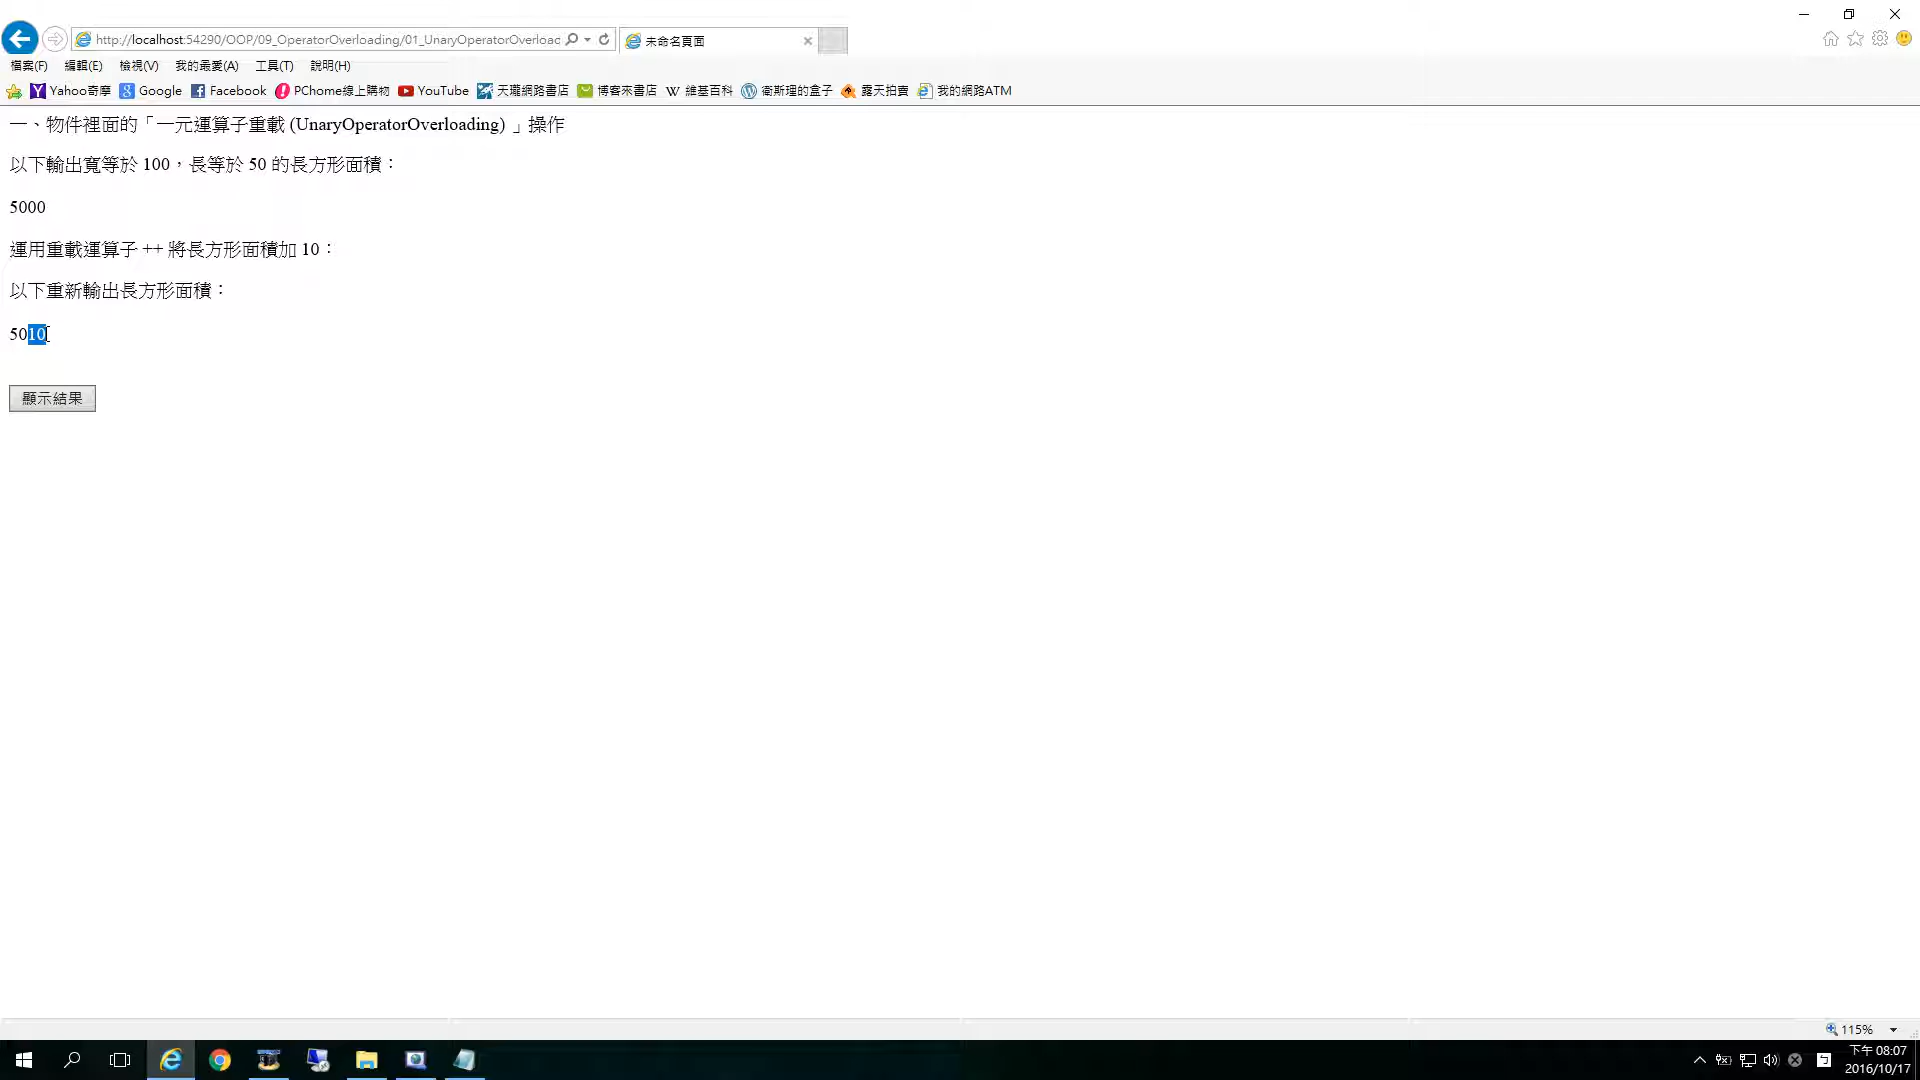 http://localhost:54290/OOP/09_OperatorOverloading/01_UnaryOperatorOverload
未命名頁面
檔案(F) 編輯(E) 檢視(V) 我的最愛(A) 工具(T) 說明(H)
Yahoo奇摩 Google Facebook PChome線上購物 YouTube 天瓏網路書店 博客來書店 維基百科 衛斯理的盒子 露天拍賣 我的網路ATM
一、物件裡面的「一元運算子重載 (UnaryOperatorOverloading) 」操作
以下輸出寬等於 100，長等於 50 的長方形面積：
5000
運用重載運算子 ++ 將長方形面積加 10：
以下重新輸出長方形面積：
5010
顯示結果
115%
下午 08:07
2016/10/17